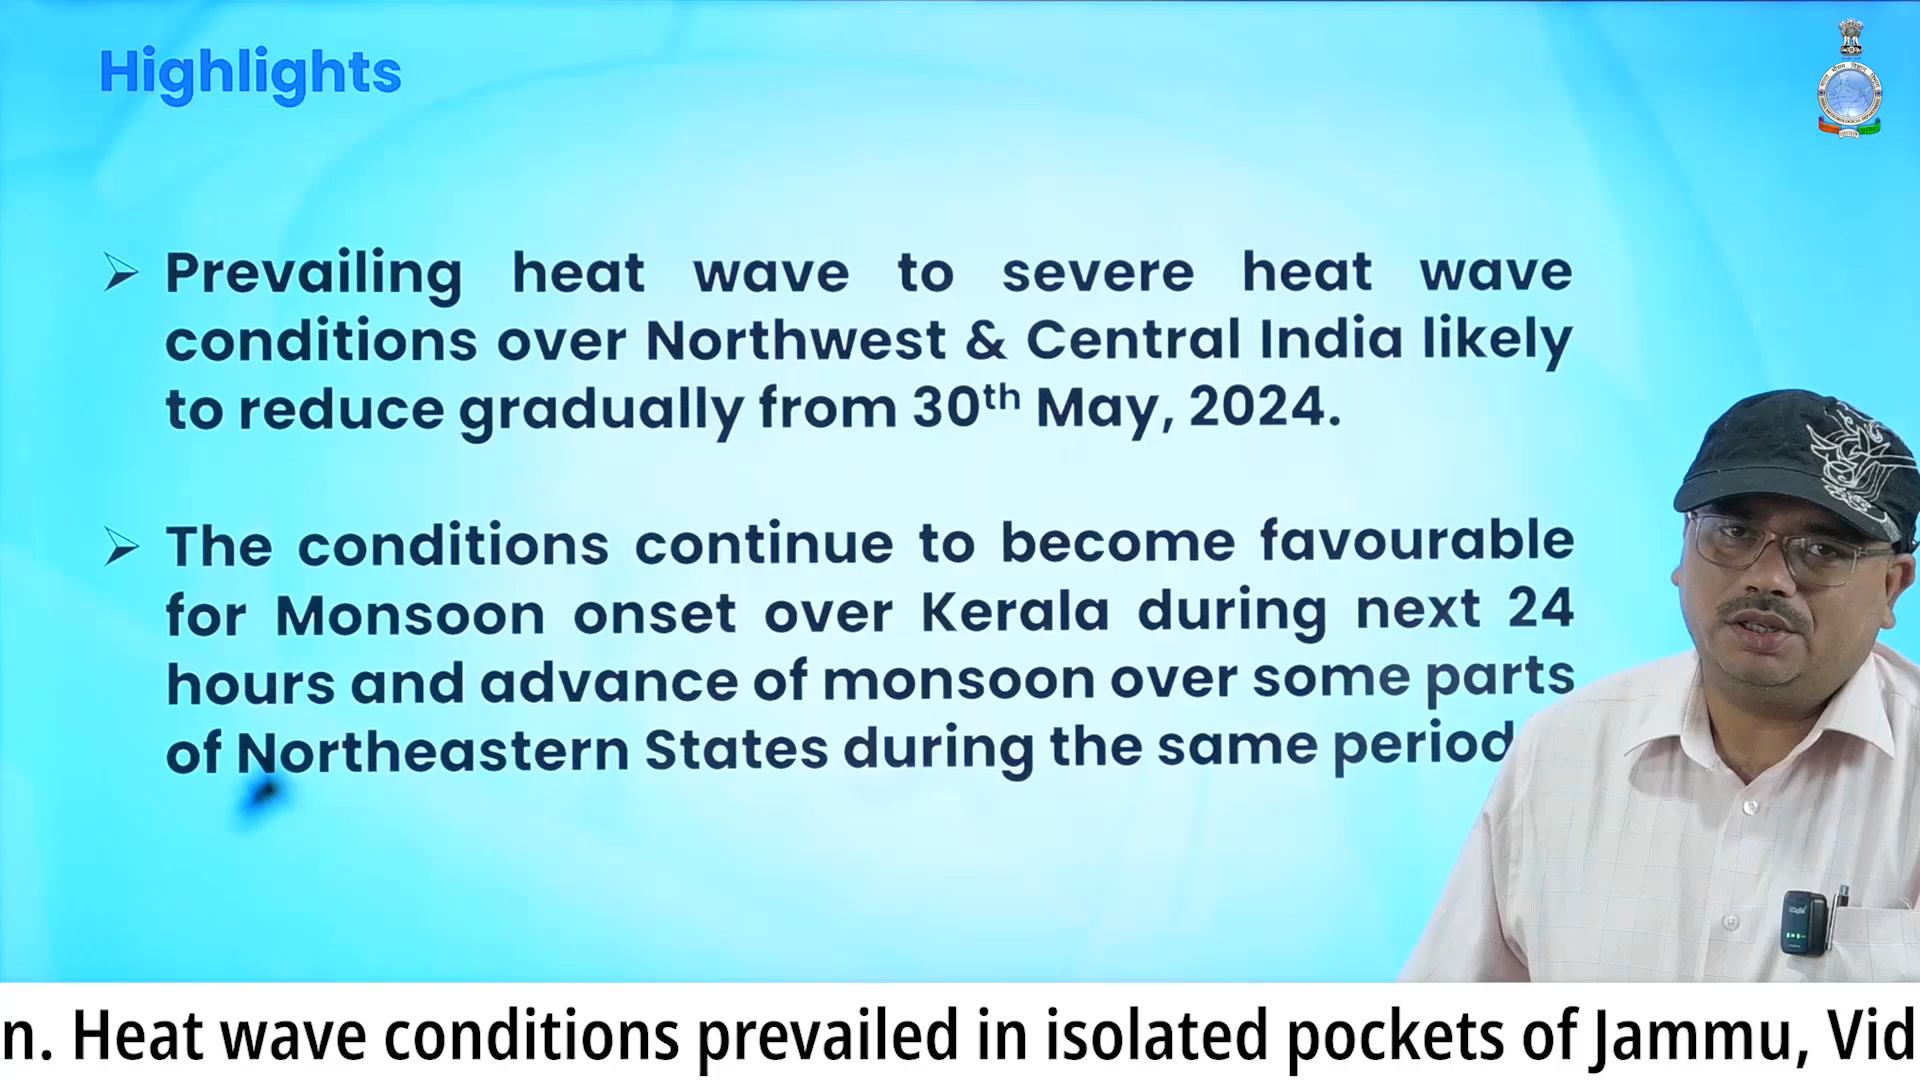 Highlights
➢ Prevailing heat wave to severe heat wave
conditions over Northwest & Central India likely
to reduce gradually from 30th May, 2024.
➢ The conditions continue to become favourable
for Monsoon onset over Kerala during next 24
hours and advance of monsoon over some parts
of Northeastern States during the same period
n. Heat wave conditions prevailed in isolated pockets of Jammu, Vid